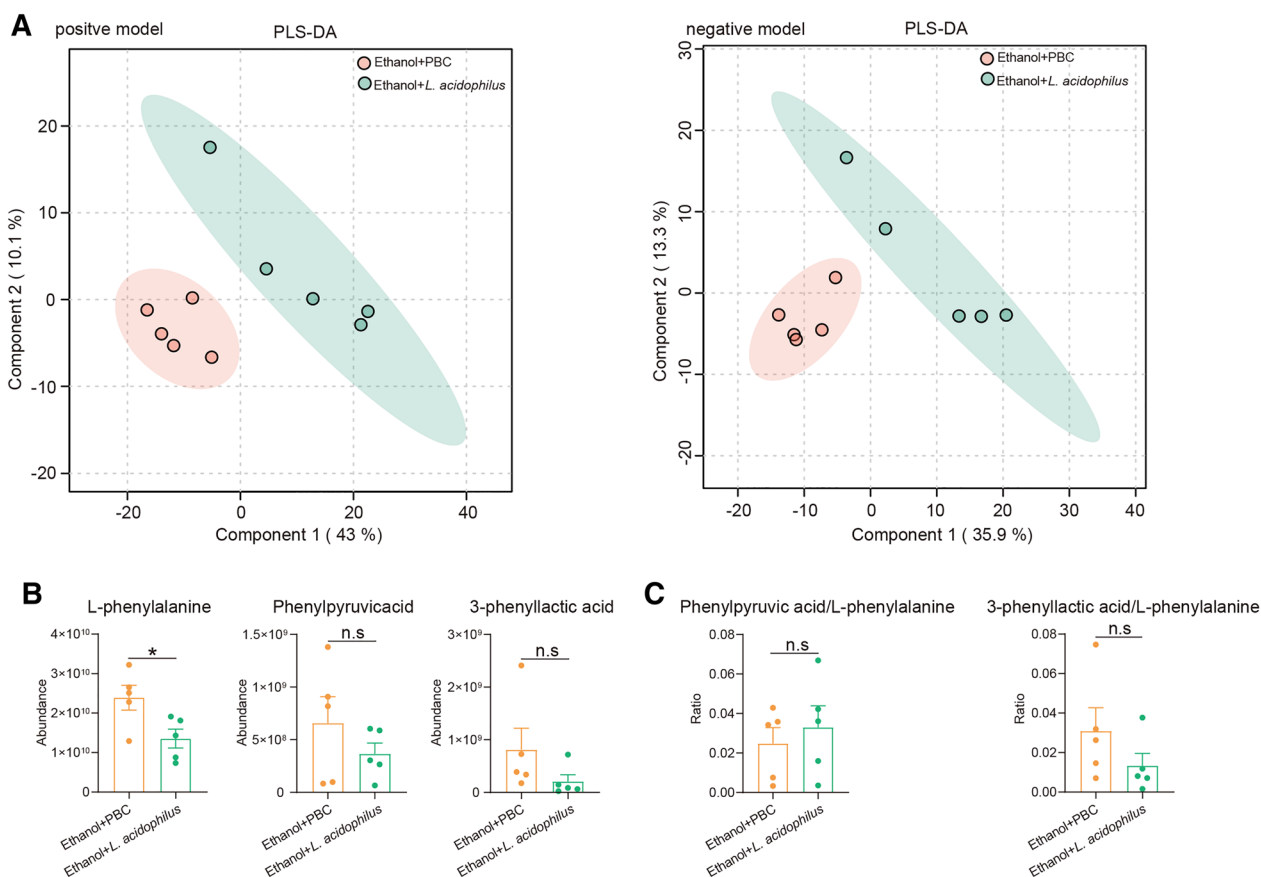 A
positve model
PLS-DA
Ethanol+PBC
Ethanol+L. acidophilus
20
10
0
-10
-20
Component 2 ( 10.1 %)
-20
0
20
40
Component 1 ( 43 %)
negative model
PLS-DA
Ethanol+PBC
Ethanol+L. acidophilus
30
20
10
0
-10
-20
Component 2 ( 13.3 %)
-20
-10
0
10
20
30
40
Component 1 ( 35.9 %)
B
L-phenylalanine
4×10¹⁰
3×10¹⁰
2×10¹⁰
1×10¹⁰
0
Abundance
*
Ethanol+PBC
Ethanol+L. acidophilus
Phenylpyruvicacid
1.5×10⁹
1×10⁹
5×10⁸
0
Abundance
n.s
Ethanol+PBC
Ethanol+L. acidophilus
3-phenyllactic acid
3×10⁹
2×10⁹
1×10⁹
0
Abundance
n.s
Ethanol+PBC
Ethanol+L. acidophilus
C
Phenylpyruvic acid/L-phenylalanine
0.08
0.06
0.04
0.02
0.00
Ratio
n.s
Ethanol+PBC
Ethanol+L. acidophilus
3-phenyllactic acid/L-phenylalanine
0.08
0.06
0.04
0.02
0.00
Ratio
n.s
Ethanol+PBC
Ethanol+L. acidophilus